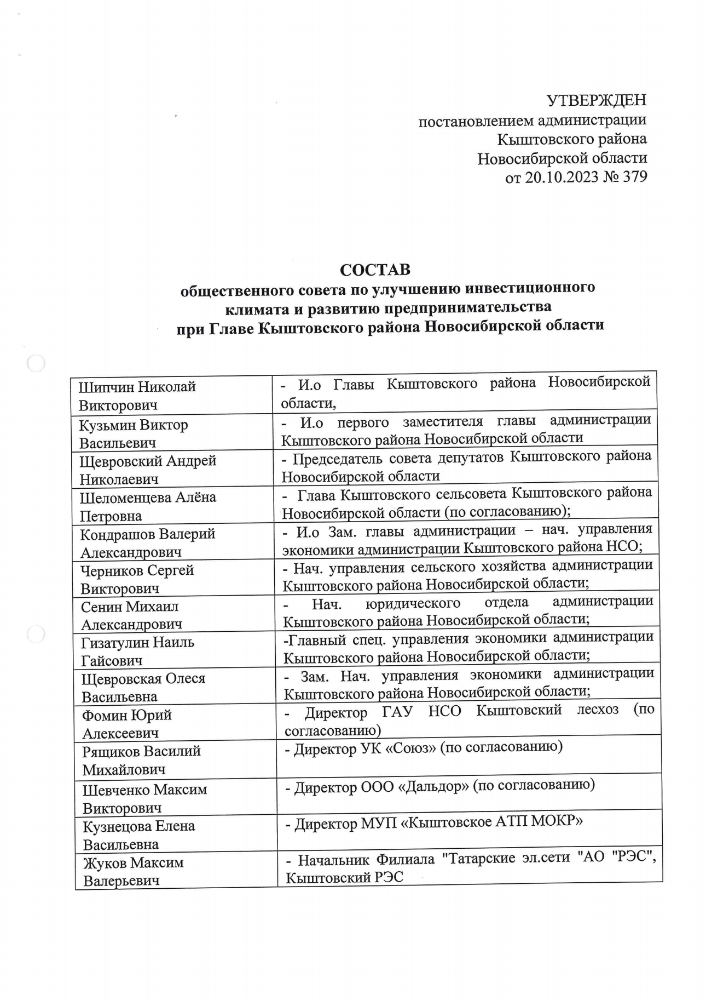 УТВЕРЖДЕН
постановлением администрации
Кыштовского района
Новосибирской области
от 20.10.2023 № 379
СОСТАВ
общественного совета по улучшению инвестиционного
климата и развитию предпринимательства
при Главе Кыштовского района Новосибирской области
Шипчин Николай
Викторович
- И.о Главы Кыштовского района Новосибирской
области,
Кузьмин Виктор
Васильевич
- И.о первого заместителя главы администрации
Кыштовского района Новосибирской области
Щевровский Андрей
Николаевич
- Председатель совета депутатов Кыштовского района
Новосибирской области
Шеломенцева Алёна
Петровна
- Глава Кыштовского сельсовета Кыштовского района
Новосибирской области (по согласованию);
Кондрашов Валерий
Александрович
- И.о Зам. главы администрации – нач. управления
экономики администрации Кыштовского района НСО;
Черников Сергей
Викторович
- Нач. управления сельского хозяйства администрации
Кыштовского района Новосибирской области;
Сенин Михаил
Александрович
- Нач. юридического отдела администрации
Кыштовского района Новосибирской области;
Гизатулин Наиль
Гайсович
-Главный спец. управления экономики администрации
Кыштовского района Новосибирской области;
Щевровская Олеся
Васильевна
- Зам. Нач. управления экономики администрации
Кыштовского района Новосибирской области;
Фомин Юрий
Алексеевич
- Директор ГАУ НСО Кыштовский лесхоз (по
согласованию)
Рящиков Василий
Михайлович
- Директор УК «Союз» (по согласованию)
Шевченко Максим
Викторович
- Директор ООО «Дальдор» (по согласованию)
Кузнецова Елена
Васильевна
- Директор МУП «Кыштовское АТП МОКР»
Жуков Максим
Валерьевич
- Начальник Филиала "Татарские эл.сети "АО "РЭС",
Кыштовский РЭС